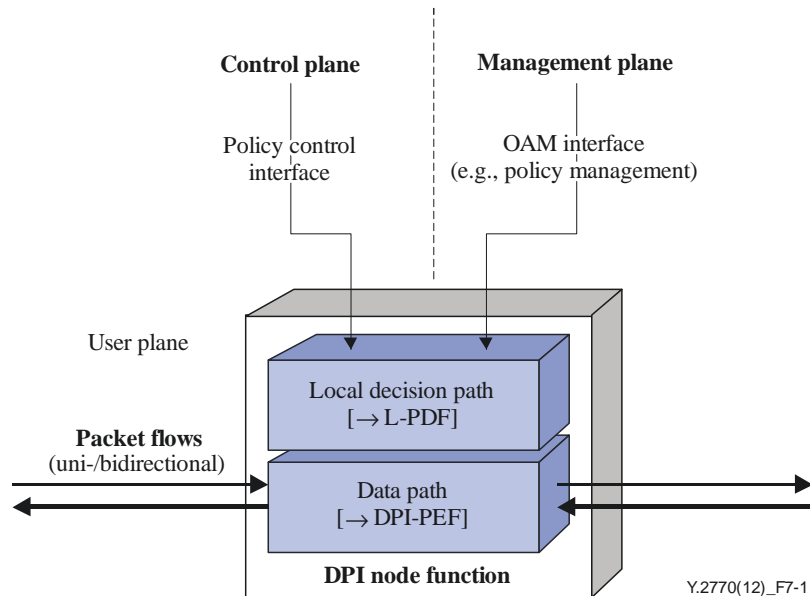 Control plane
Management plane
Policy control
interface
OAM interface
(e.g., policy management)
User plane
Local decision path
[→ L-PDF]
Packet flows
(uni-/bidirectional)
Data path
[→ DPI-PEF]
DPI node function
Y.2770(12)_F7-1